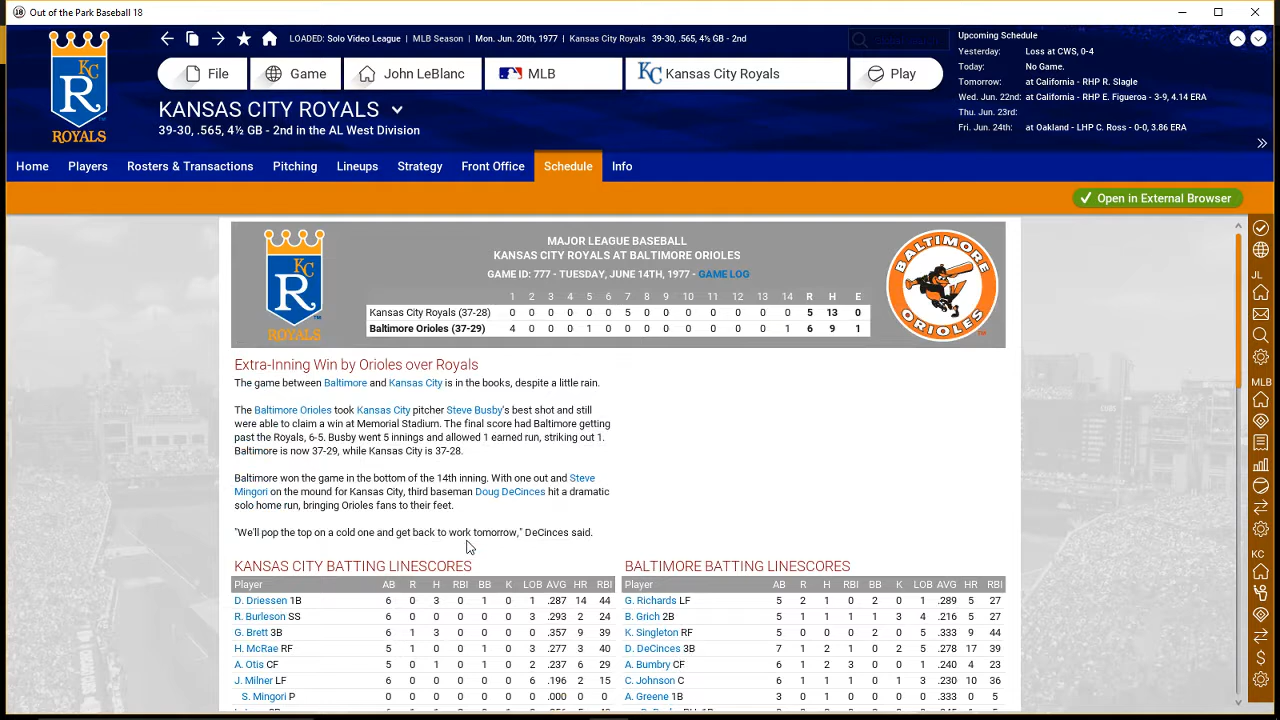 Out of the Park Baseball 18
LOADED: Solo Video League | MLB Season | Mon. Jun. 20th, 1977 | Kansas City Royals 39-30, .565, 4½ GB - 2nd
Upcoming Schedule
Yesterday: Loss at CWS, 0-4
Today: No Game.
Tomorrow: at California - RHP R. Slagle
Wed. Jun. 22nd: at California - RHP E. Figueroa - 3-9, 4.14 ERA
Thu. Jun. 23rd:
Fri. Jun. 24th: at Oakland - LHP C. Ross - 0-0, 3.86 ERA
File Game John LeBlanc MLB Kansas City Royals Play
KC
R
ROYALS
KANSAS CITY ROYALS
39-30, .565, 4½ GB - 2nd in the AL West Division
Home Players Rosters & Transactions Pitching Lineups Strategy Front Office Schedule Info
Open in External Browser
KC
R
ROYALS
MAJOR LEAGUE BASEBALL
KANSAS CITY ROYALS AT BALTIMORE ORIOLES
GAME ID: 777 - TUESDAY, JUNE 14TH, 1977 - GAME LOG
1 2 3 4 5 6 7 8 9 10 11 12 13 14 R H E
Kansas City Royals (37-28) 0 0 0 0 0 0 5 0 0 0 0 0 0 0 5 13 0
Baltimore Orioles (37-29) 4 0 0 0 1 0 0 0 0 0 0 0 0 1 6 9 1
BALTIMORE
ORIOLES
Extra-Inning Win by Orioles over Royals
The game between Baltimore and Kansas City is in the books, despite a little rain.
The Baltimore Orioles took Kansas City pitcher Steve Busby's best shot and still
were able to claim a win at Memorial Stadium. The final score had Baltimore getting
past the Royals, 6-5. Busby went 5 innings and allowed 1 earned run, striking out 1.
Baltimore is now 37-29, while Kansas City is 37-28.
Baltimore won the game in the bottom of the 14th inning. With one out and Steve
Mingori on the mound for Kansas City, third baseman Doug DeCinces hit a dramatic
solo home run, bringing Orioles fans to their feet.
"We'll pop the top on a cold one and get back to work tomorrow," DeCinces said.
KANSAS CITY BATTING LINESCORES
Player AB R H RBI BB K LOB AVG HR RBI
D. Driessen 1B 6 0 3 0 1 0 1 .287 14 44
R. Burleson SS 6 0 0 0 0 0 3 .293 2 24
G. Brett 3B 6 1 3 0 0 0 0 .357 9 39
H. McRae RF 5 1 0 0 1 0 3 .277 3 40
A. Otis CF 5 0 1 0 1 0 2 .237 6 29
J. Milner LF 6 0 0 0 0 0 6 .196 2 15
S. Mingori P 0 0 0 0 0 0 0 .000 0 0
BALTIMORE BATTING LINESCORES
Player AB R H RBI BB K LOB AVG HR RBI
G. Richards LF 5 2 1 0 2 0 1 .289 5 27
B. Grich 2B 5 1 1 1 1 3 4 .216 5 27
K. Singleton RF 5 0 0 0 2 0 5 .333 9 44
D. DeCinces 3B 7 1 2 1 0 2 5 .278 17 39
A. Bumbry CF 6 1 2 3 0 0 2 .240 4 23
C. Johnson C 6 1 1 1 0 1 3 .230 10 36
A. Greene 1B 3 0 1 0 0 0 0 .333 0 5
JL
MLB
KC